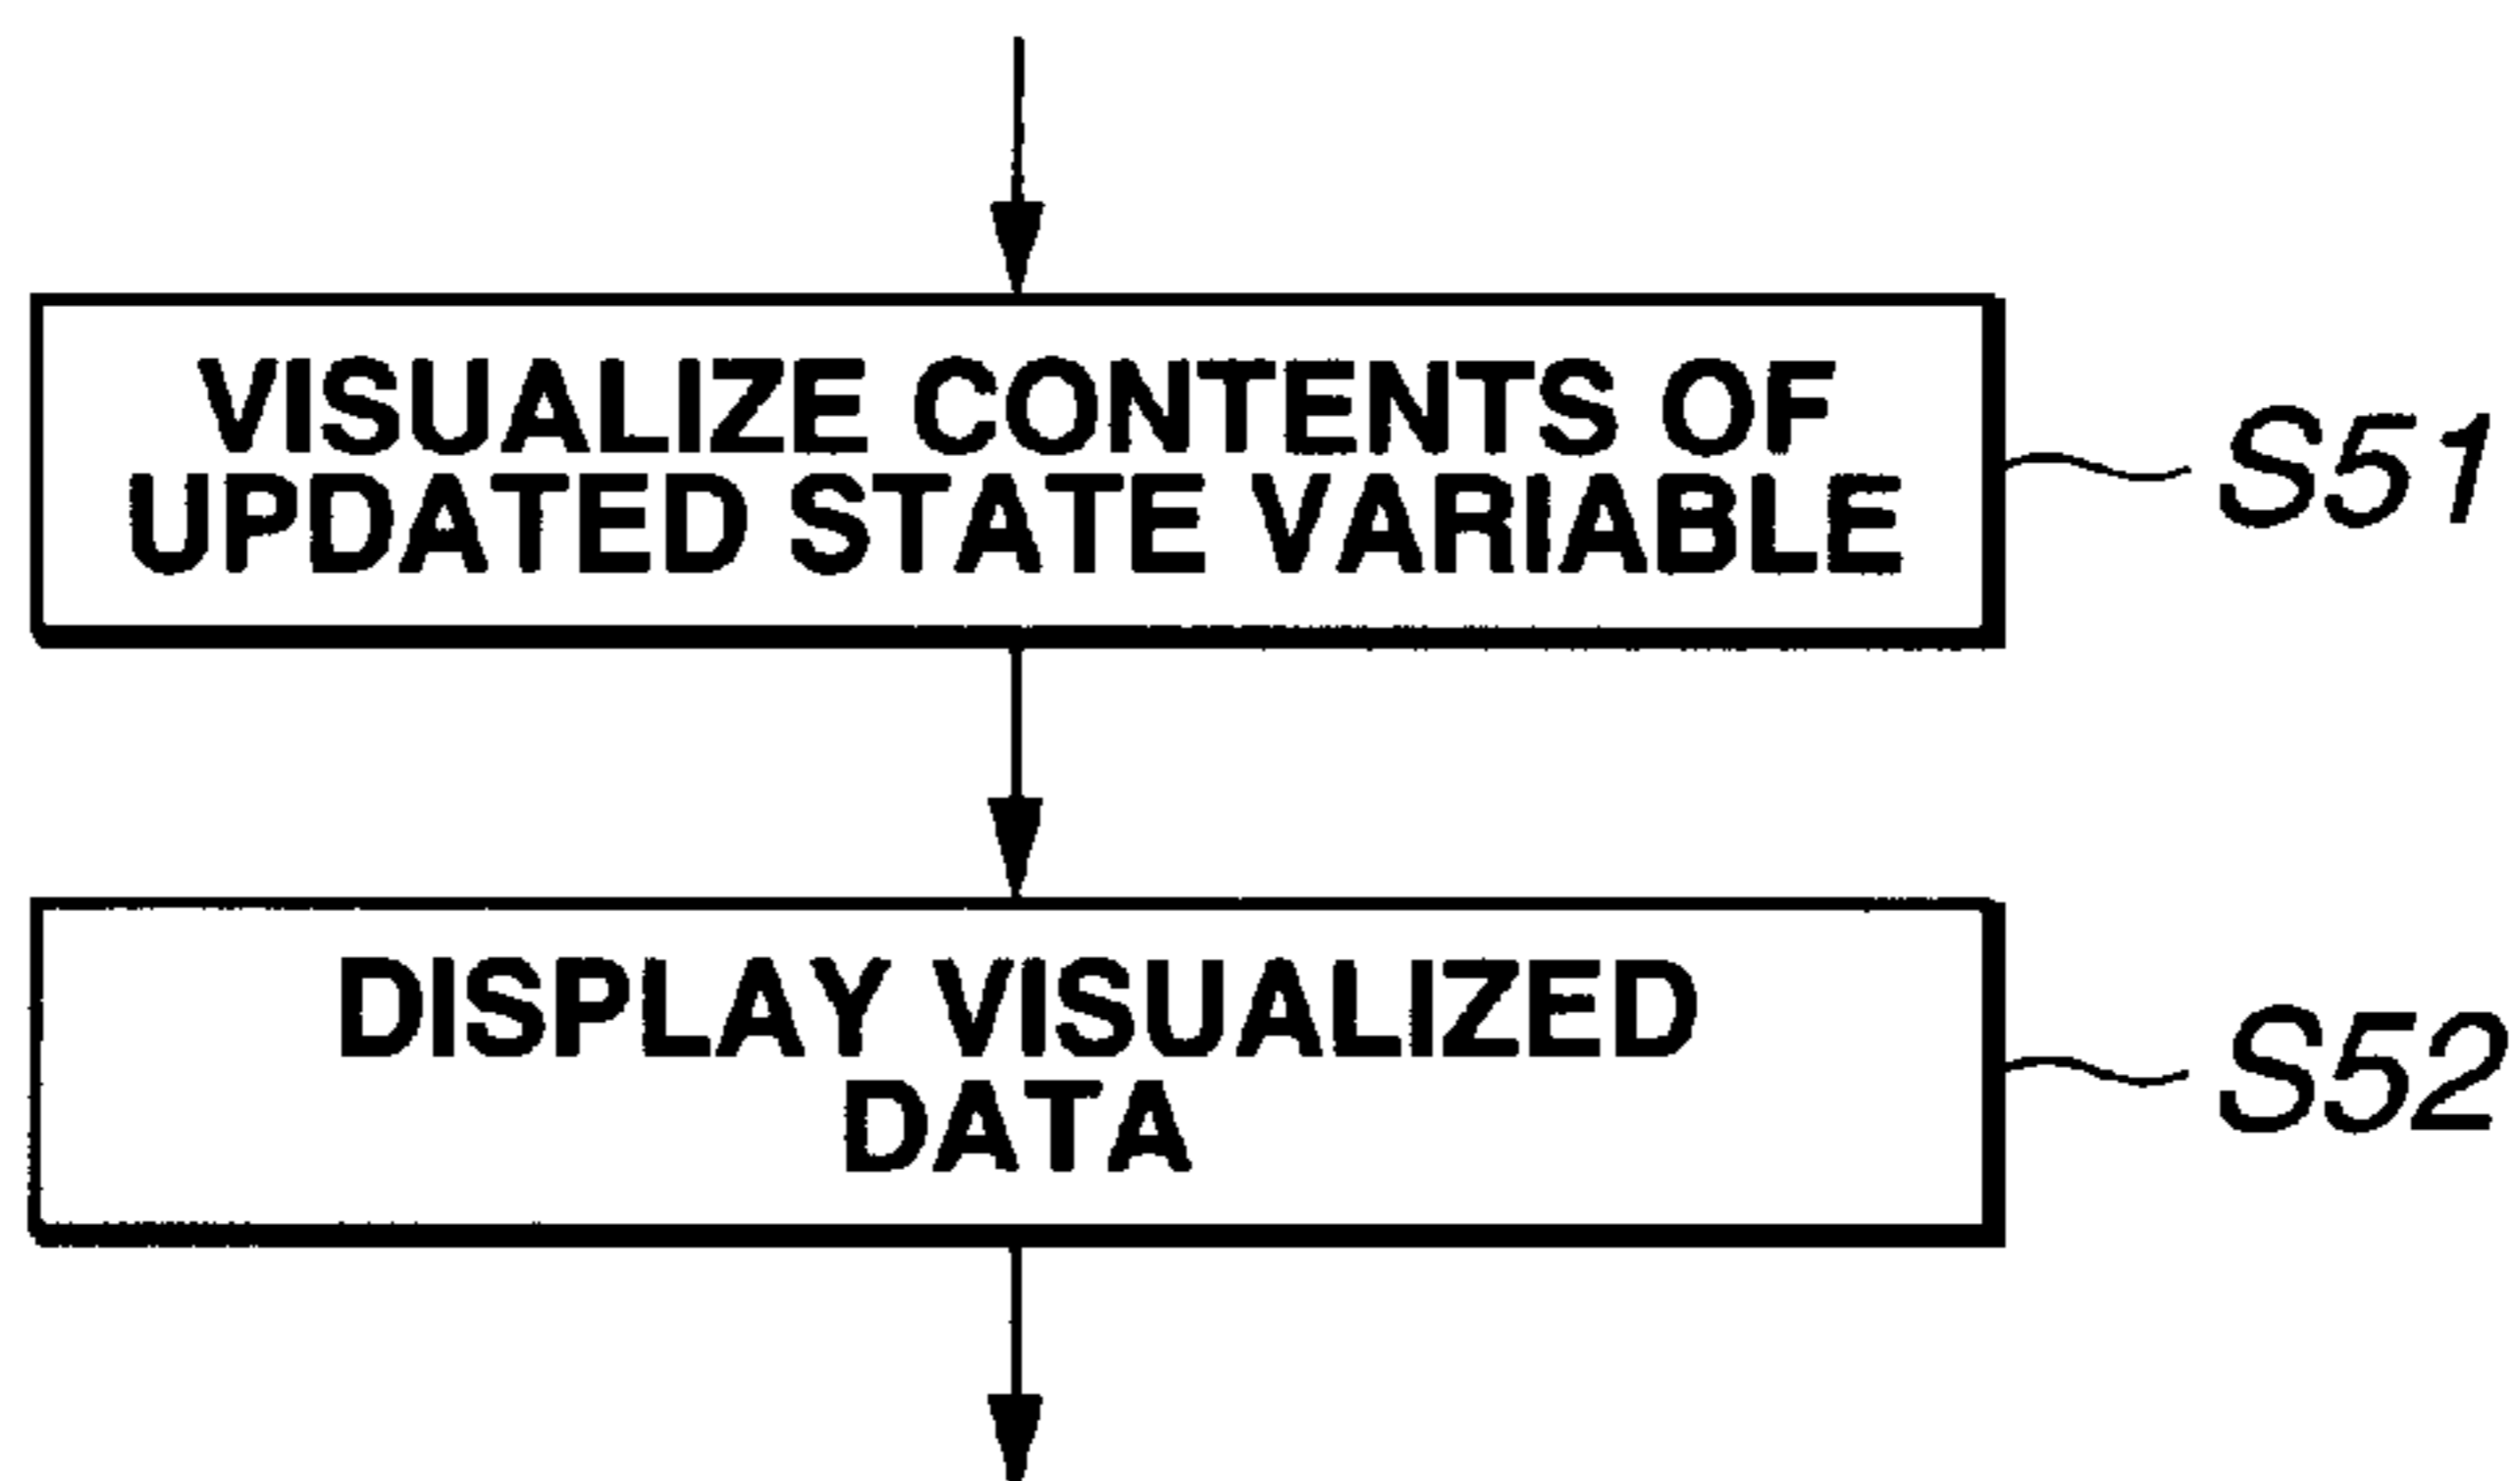 VISUALIZE CONTENTS OF
UPDATED STATE VARIABLE
S51
DISPLAY VISUALIZED
DATA
S52